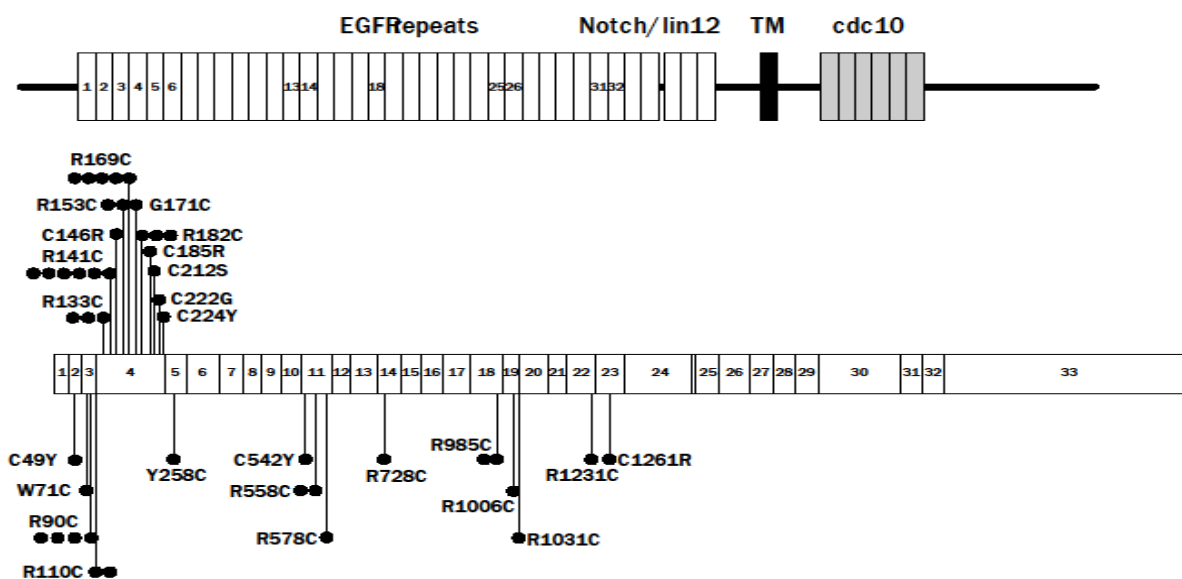 EGFRrepeats Notch/ lin12 TM cdc10
1 2 3 4 5 6 13 14 18 25 26 31 32
R169C
R153C G171C
C146R R182C
C185R
R141C C212S
R133C C222G
C224Y
1 2 3 4 5 6 7 8 9 10 11 12 13 14 15 16 17 18 19 20 21 22 23 24 25 26 27 28 29 30 31 32 33
R985C
C49Y C542Y C1261R
Y258C R728C R1231C
W71C R558C
R1006C
R90C R578C R1031C
R110C